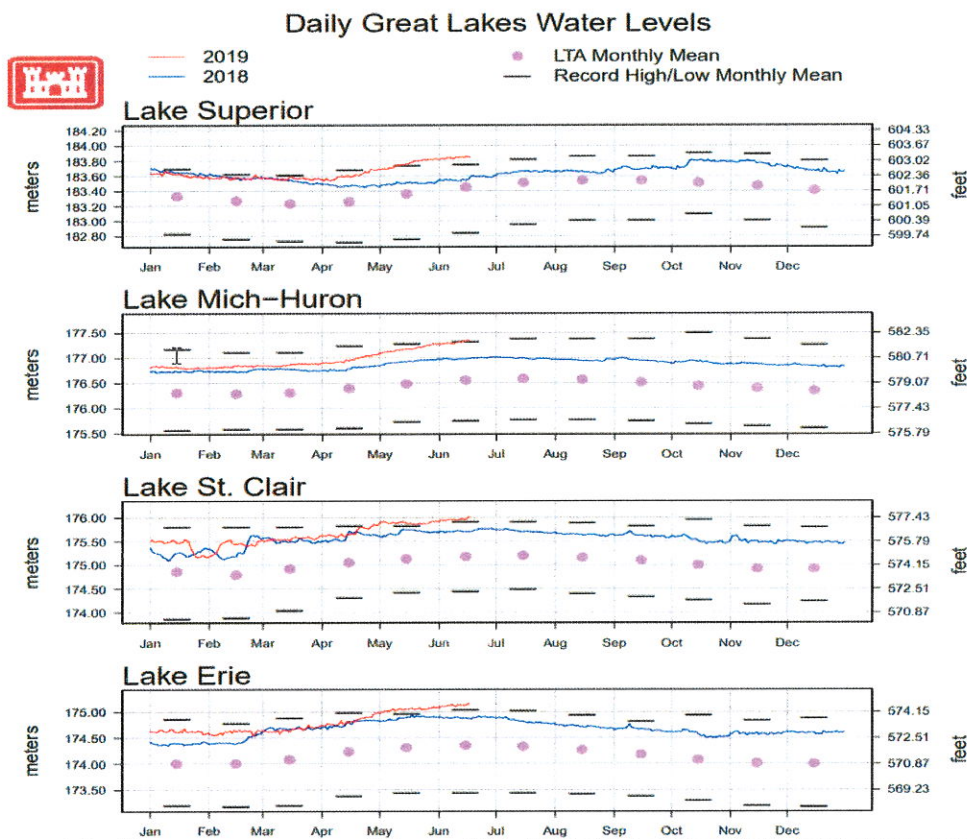 Daily Great Lakes Water Levels
2019
2018
LTA Monthly Mean
Record High/Low Monthly Mean
Lake Superior
meters
184.20
184.00
183.80
183.60
183.40
183.20
183.00
182.80
604.33
603.67
603.02
602.36
601.71
601.05
600.39
599.74
feet
Jan Feb Mar Apr May Jun Jul Aug Sep Oct Nov Dec
Lake Mich-Huron
meters
177.50
177.00
176.50
176.00
175.50
582.35
580.71
579.07
577.43
575.79
feet
Jan Feb Mar Apr May Jun Jul Aug Sep Oct Nov Dec
Lake St. Clair
meters
176.00
175.50
175.00
174.50
174.00
577.43
575.79
574.15
572.51
570.87
feet
Jan Feb Mar Apr May Jun Jul Aug Sep Oct Nov Dec
Lake Erie
meters
175.00
174.50
174.00
173.50
574.15
572.51
570.87
569.23
feet
Jan Feb Mar Apr May Jun Jul Aug Sep Oct Nov Dec